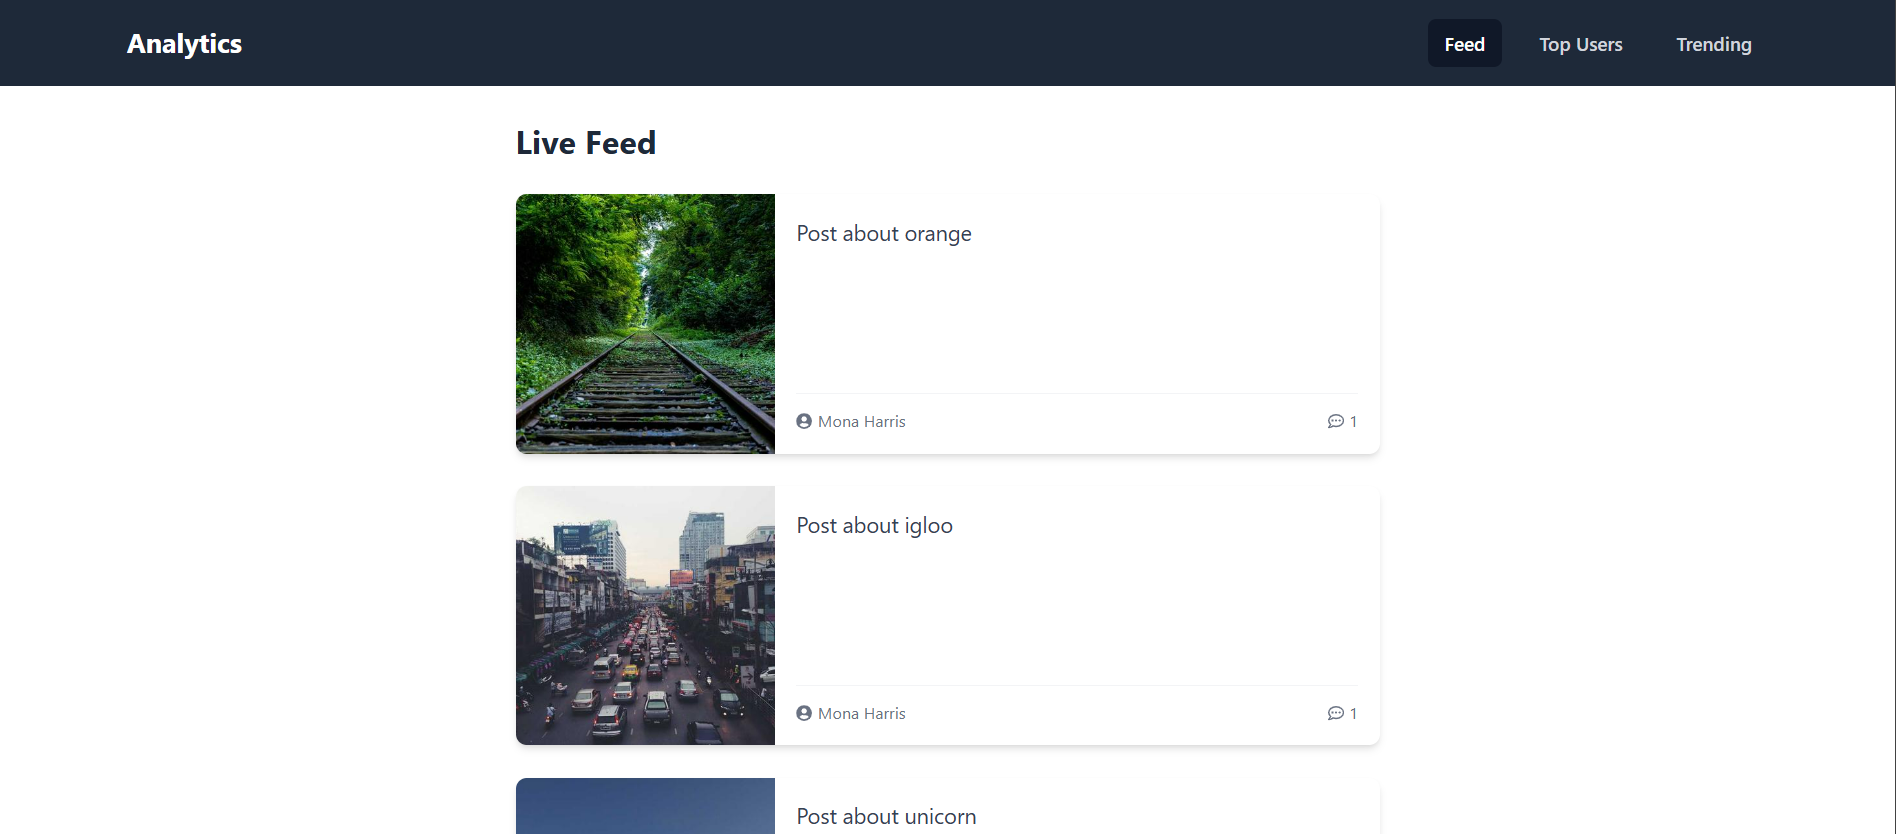 Analytics
Feed
Top Users
Trending
Live Feed
Post about orange
Mona Harris
1
Post about igloo
Mona Harris
1
Post about unicorn